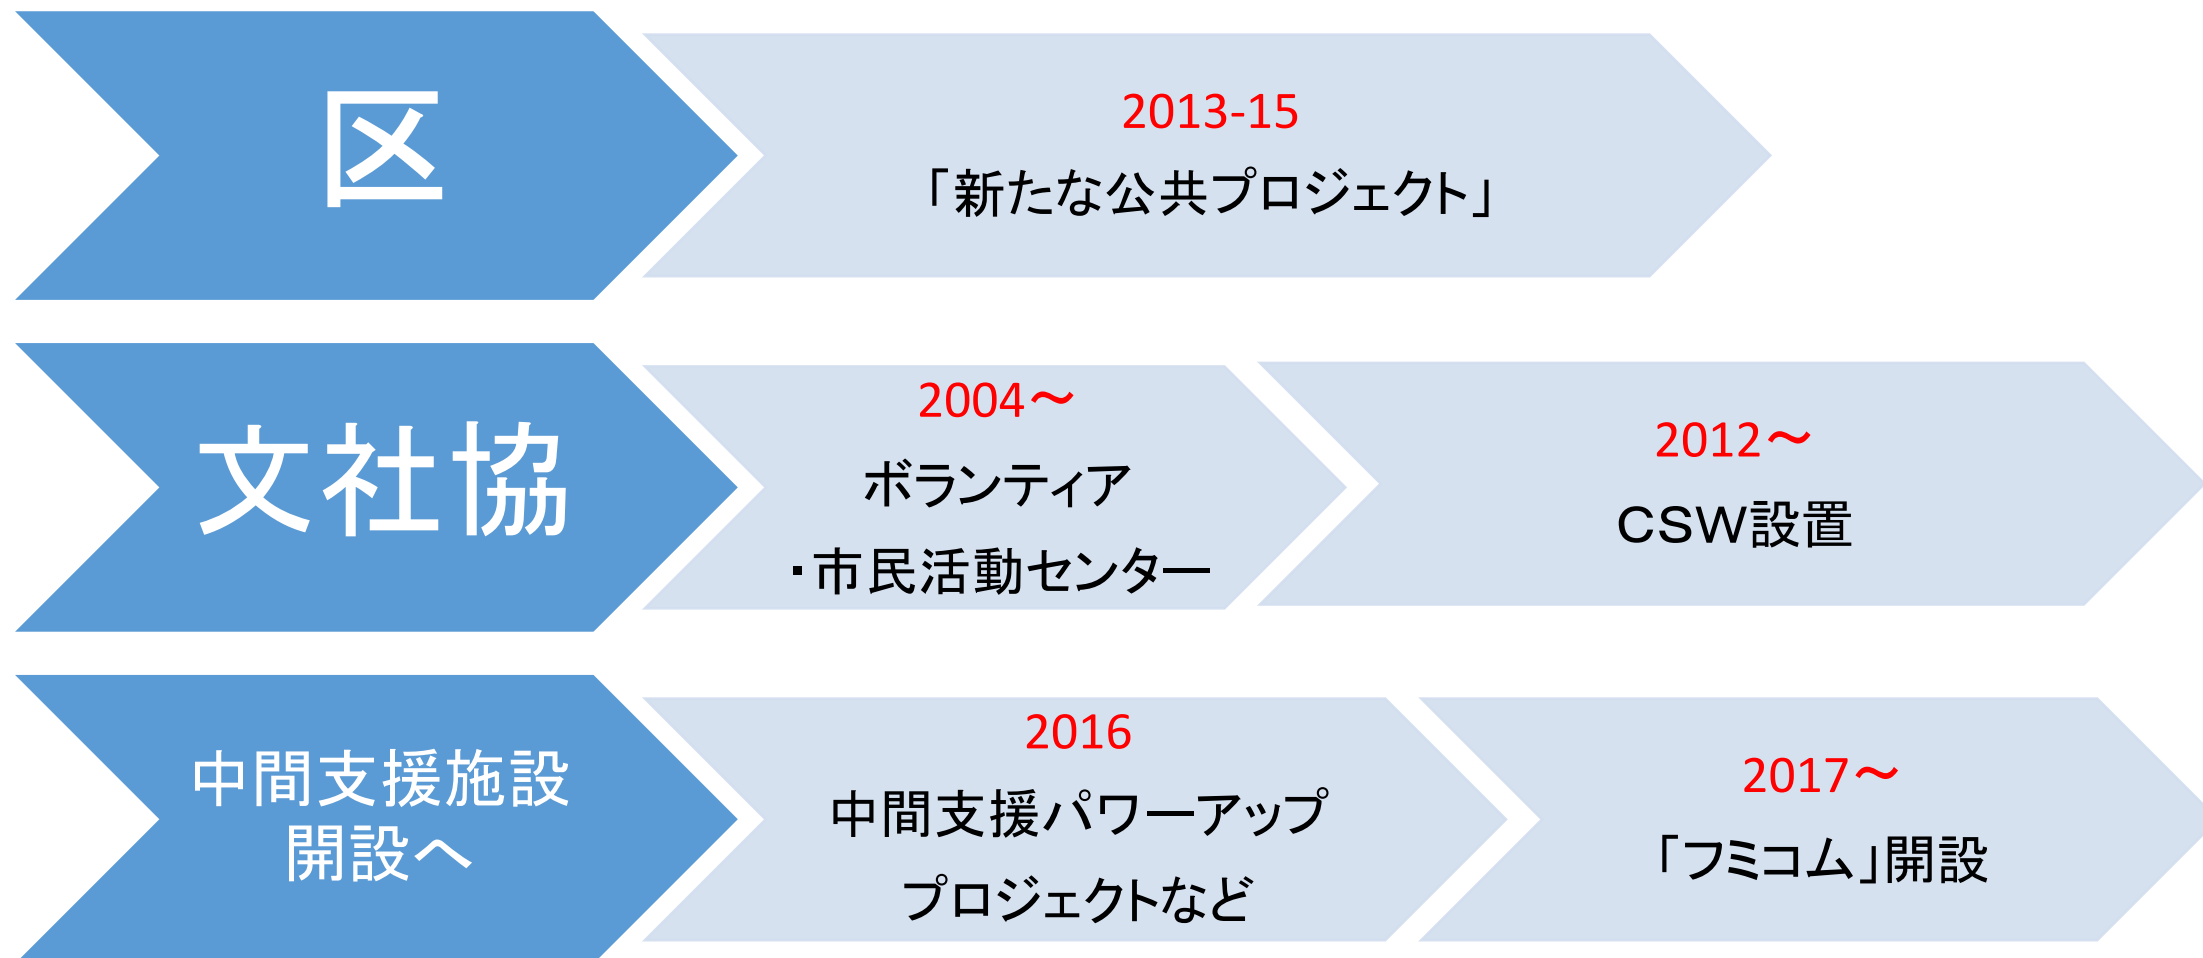 区
2013-15
「新たな公共プロジェクト」
文社協
2004～
ボランティア
・市民活動センター
2012～
ＣＳＷ設置
中間支援施設
開設へ
2016
中間支援パワーアップ
プロジェクトなど
2017～
「フミコム」開設